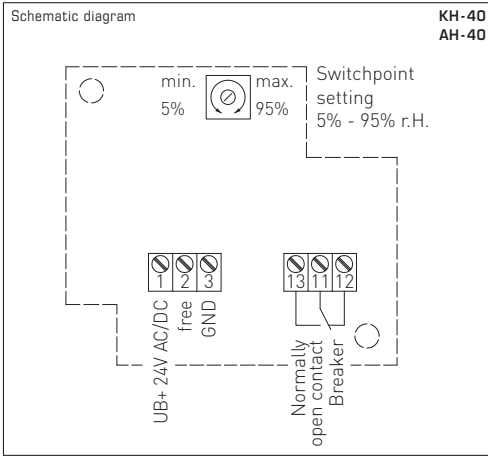 Schematic diagram
KH-40
AH-40
min.
max.
5%
95%
Switchpoint
setting
5% - 95% r.H.
1 2 3
13 11 12
UB+ 24V AC/DC
free
GND
Normally
open contact
Breaker